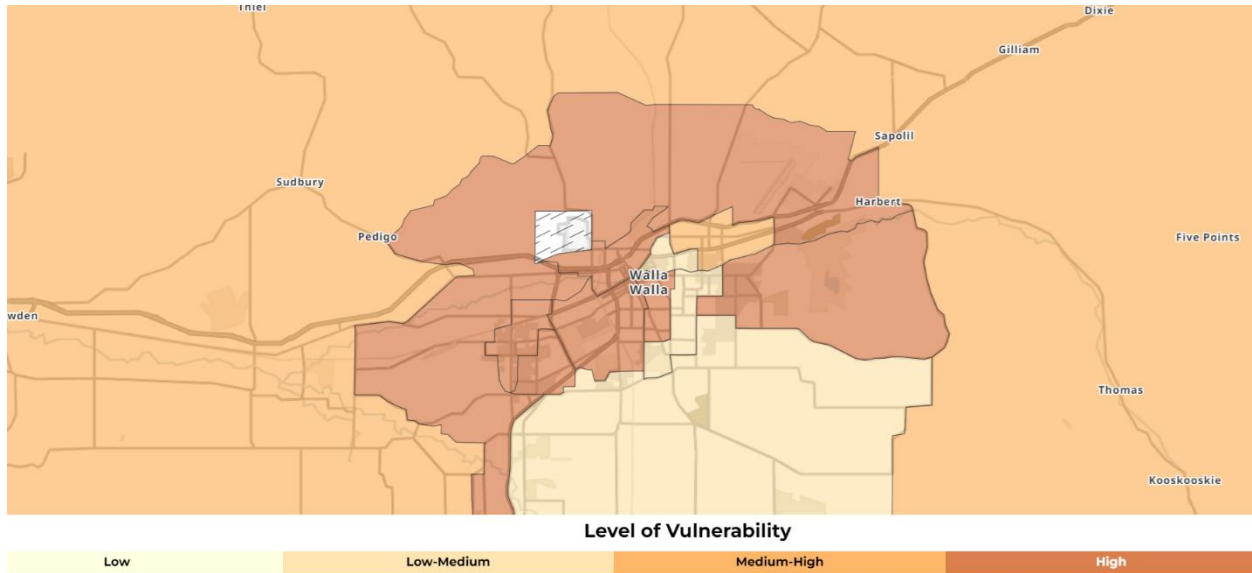 Thiel
Dixie
Gilliam
Sapolil
Sudbury
Harbert
Pedigo
Five Points
Walla
Walla
wden
Thomas
Kooskooskie
Level of Vulnerability
Low
Low-Medium
Medium-High
High